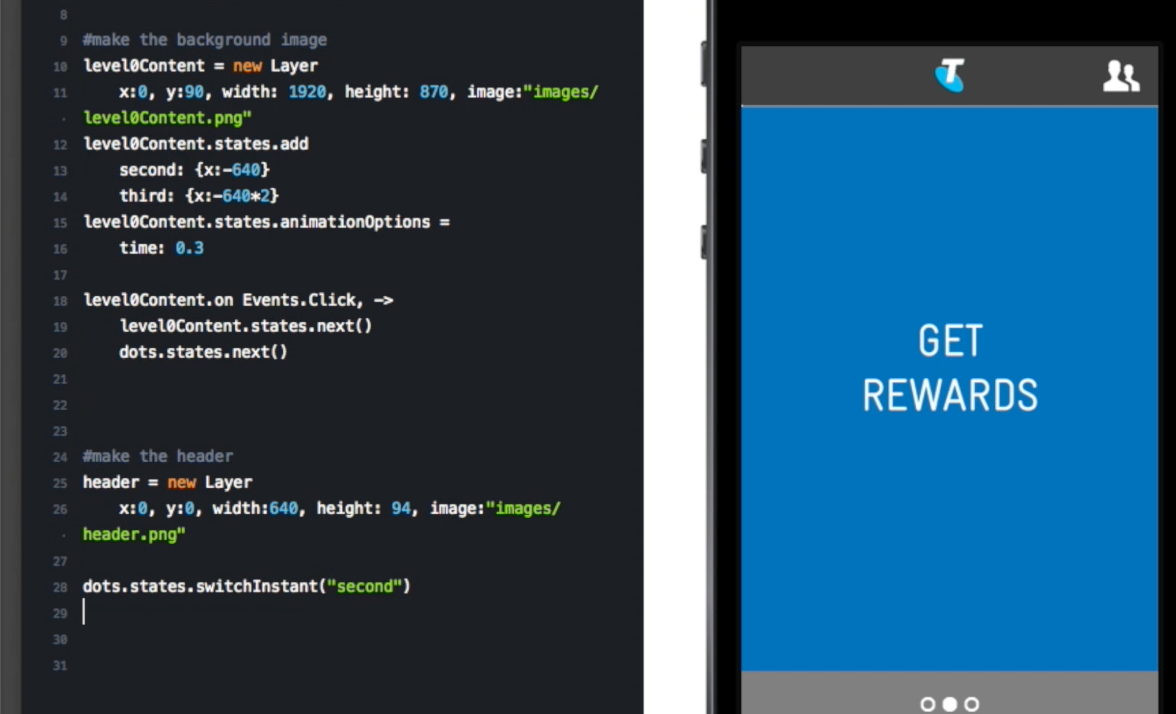 8
9 #make the background image
10 level0Content = new Layer
11     x:0, y:90, width: 1920, height: 870, image:"images/
· level0Content.png"
12 level0Content.states.add
13     second: {x:-640}
14     third: {x:-640*2}
15 level0Content.states.animationOptions =
16     time: 0.3
17
18 level0Content.on Events.Click, ->
19     level0Content.states.next()
20     dots.states.next()
21
22
23
24 #make the header
25 header = new Layer
26     x:0, y:0, width:640, height: 94, image:"images/
· header.png"
27
28 dots.states.switchInstant("second")
29
30
31
T
GET
REWARDS